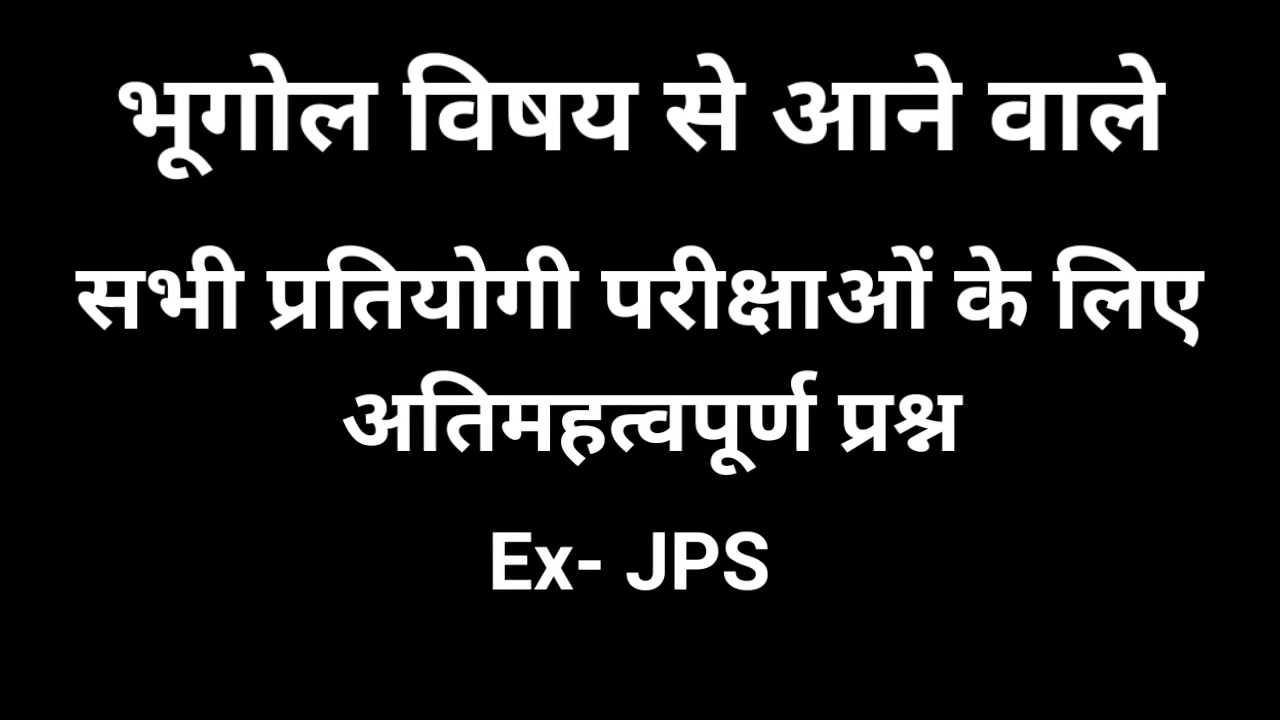 भूगोल विषय से आने वाले
सभी प्रतियोगी परीक्षाओं के लिए
अतिमहत्वपूर्ण प्रश्न
Ex- JPS